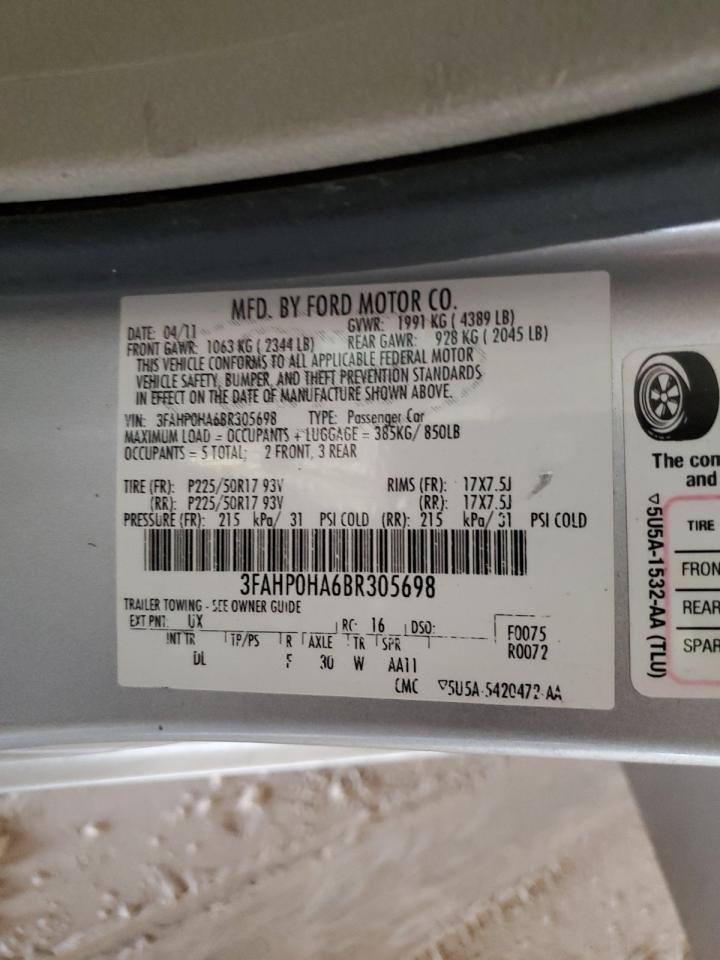 MFD. BY FORD MOTOR CO.
DATE: 04/11 GVWR: 1991 KG ( 4389 LB)
FRONT GAWR: 1063 KG ( 2344 LB) REAR GAWR: 928 KG ( 2045 LB)
THIS VEHICLE CONFORMS TO ALL APPLICABLE FEDERAL MOTOR
VEHICLE SAFETY, BUMPER, AND THEFT PREVENTION STANDARDS
IN EFFECT ON THE DATE OF MANUFACTURE SHOWN ABOVE.
VIN: 3FAHP0HA6BR305698 TYPE: Passenger Car
MAXIMUM LOAD = OCCUPANTS + LUGGAGE = 385KG/ 850LB
OCCUPANTS = 5 TOTAL; 2 FRONT, 3 REAR
TIRE (FR): P225/50R17 93V RIMS (FR): 17X7.5J
(RR): P225/50R17 93V (RR): 17X7.5J
PRESSURE (FR): 215 kPa/ 31 PSI COLD (RR): 215 kPa/ 31 PSI COLD
3FAHP0HA6BR305698
TRAILER TOWING - SEE OWNER GUIDE
EXT PNT: UX RC: 16 DSO: F0075
INT TR TP/PS R AXLE TR SPR R0072
DL 30 W AA11
CMC ▽5U5A-5420472-AA
The com
and
▽5U5A-1532-AA (TLU)
TIRE
FRON
REAR
SPAR